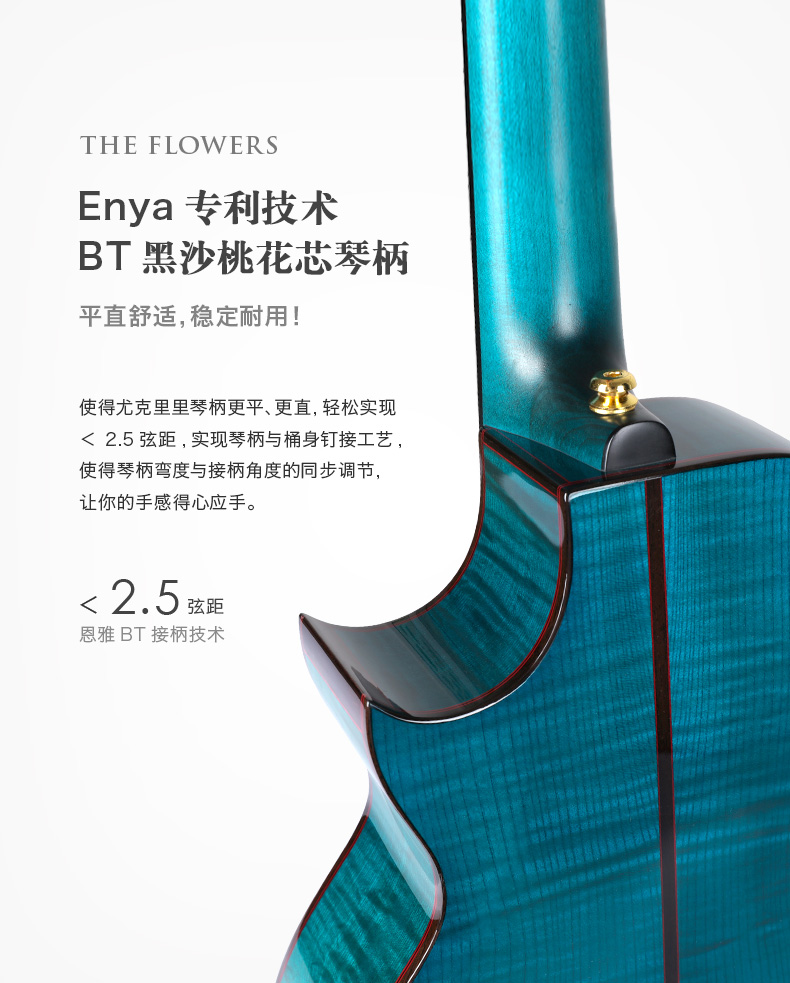 THE FLOWERS
Enya 专利技术
BT 黑沙桃花芯琴柄
平直舒适,稳定耐用!
使得尤克里里琴柄更平、更直,轻松实现
< 2.5 弦距,实现琴柄与桶身钉接工艺,
使得琴柄弯度与接柄角度的同步调节,
让你的手感得心应手。
< 2.5 弦距
恩雅 BT 接柄技术